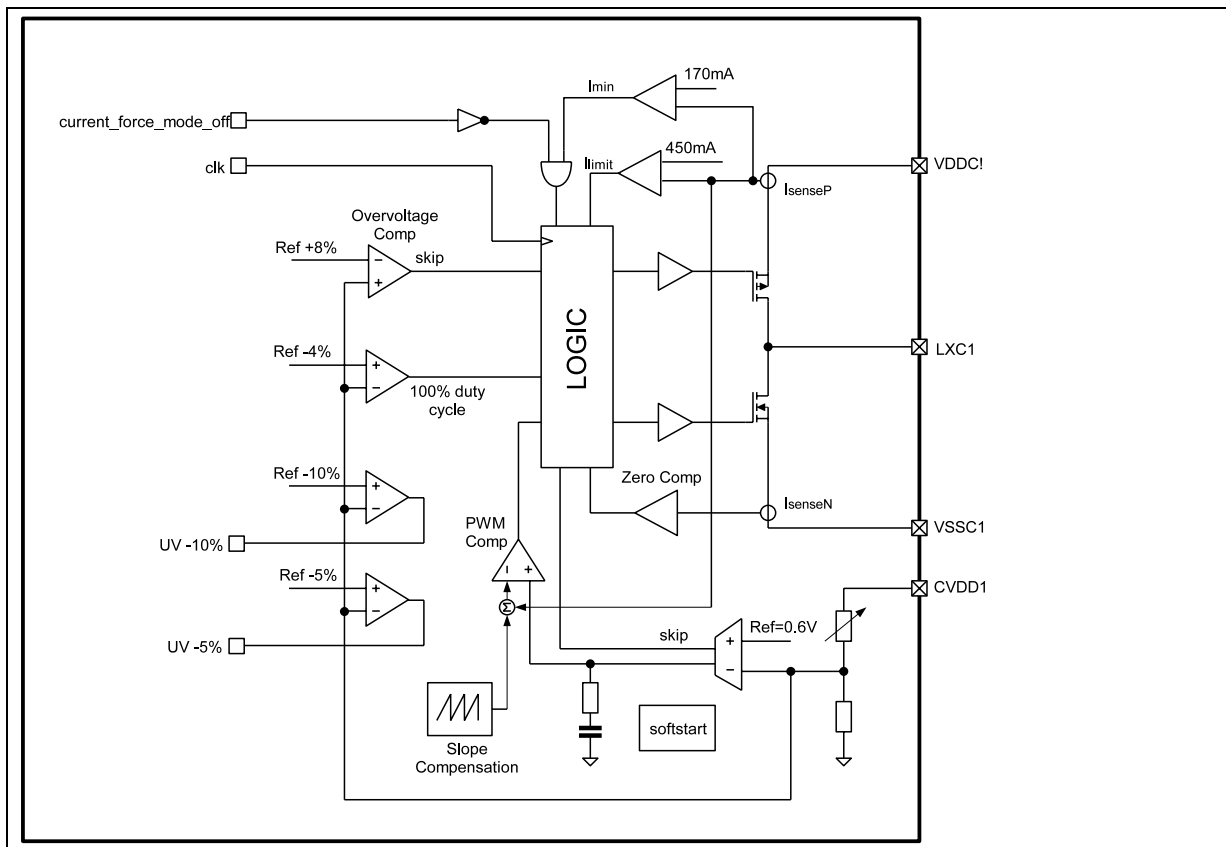 170mA
Imin
current_force_mode_off
450mA
clk
Ilimit
VDDC!
IsenseP
Overvoltage
Comp
Ref +8%
skip
−
+
LOGIC
Ref -4%
+
−
100% duty
cycle
LXC1
Ref -10%
+
−
Zero Comp
IsenseN
PWM
Comp
VSSC1
UV -10%
− +
Ref -5%
+
−
CVDD1
Σ
Ref=0.6V
skip
+
−
UV -5%
softstart
Slope
Compensation